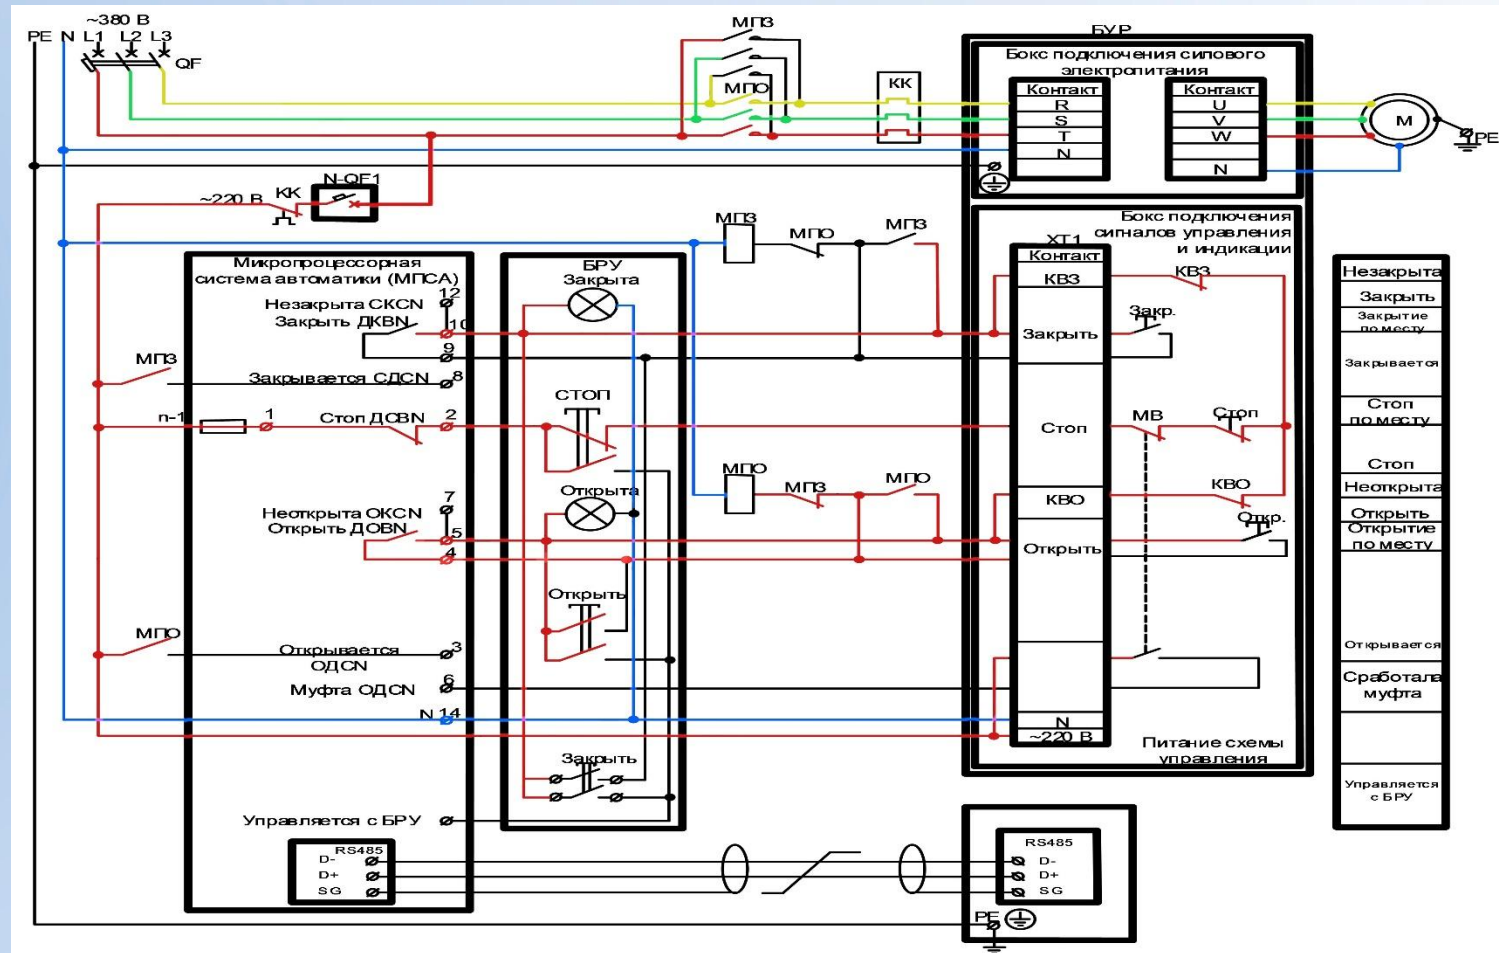 ~380 В
PE N L1 L2 L3
QF
МПЗ
МПО
КК
БУР
Бокс подключения силового
электропитания
Контакт
R
S
T
N
Контакт
U
V
W
N
М
PE
~220 В
КК
N-QF1
МПЗ
МПО
МПЗ
Бокс подключения
сигналов управления
и индикации
XT1
Контакт
КВЗ
Закрыть
Стоп
КВО
Открыть
N
~220 В
КВЗ
Закр.
МВ
Стоп
КВО
Откр.
Питание схемы
управления
Микропроцессорная
система автоматики (МПСА)
12
Незакрыта СКСN
Закрыть ДКВN
10
9
МПЗ
Закрывается СДСN
8
n-1
1
Стоп ДСВN
2
7
Неоткрыта ОКСN
Открыть ДОВN
5
4
МПО
Открывается
ОДСN
3
Муфта ОДСN
6
N 14
Управляется с БРУ
RS485
D-
D+
SG
БРУ
Закрыта
СТОП
Открыта
Открыть
Закрыть
МПО
МПЗ
МПО
RS485
D-
D+
SG
PE
Незакрыта
Закрыть
Закрытие
по месту
Закрывается
Стоп
по месту
Стоп
Неоткрыта
Открыть
Открытие
по месту
Открывается
Сработала
муфта
Управляется
с БРУ